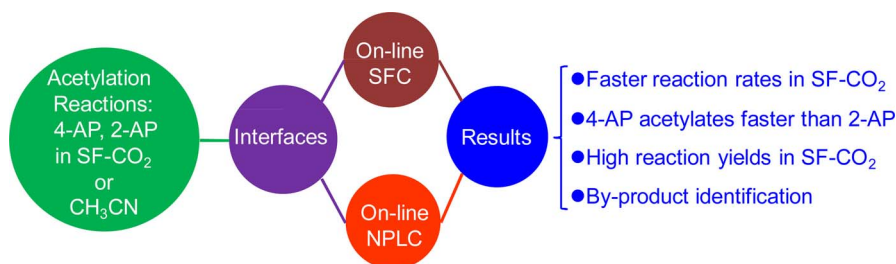 Acetylation
Reactions:
4-AP, 2-AP
in SF-CO₂
or
CH₃CN
Interfaces
On-line
SFC
On-line
NPLC
Results
●Faster reaction rates in SF-CO₂
●4-AP acetylates faster than 2-AP
●High reaction yields in SF-CO₂
●By-product identification